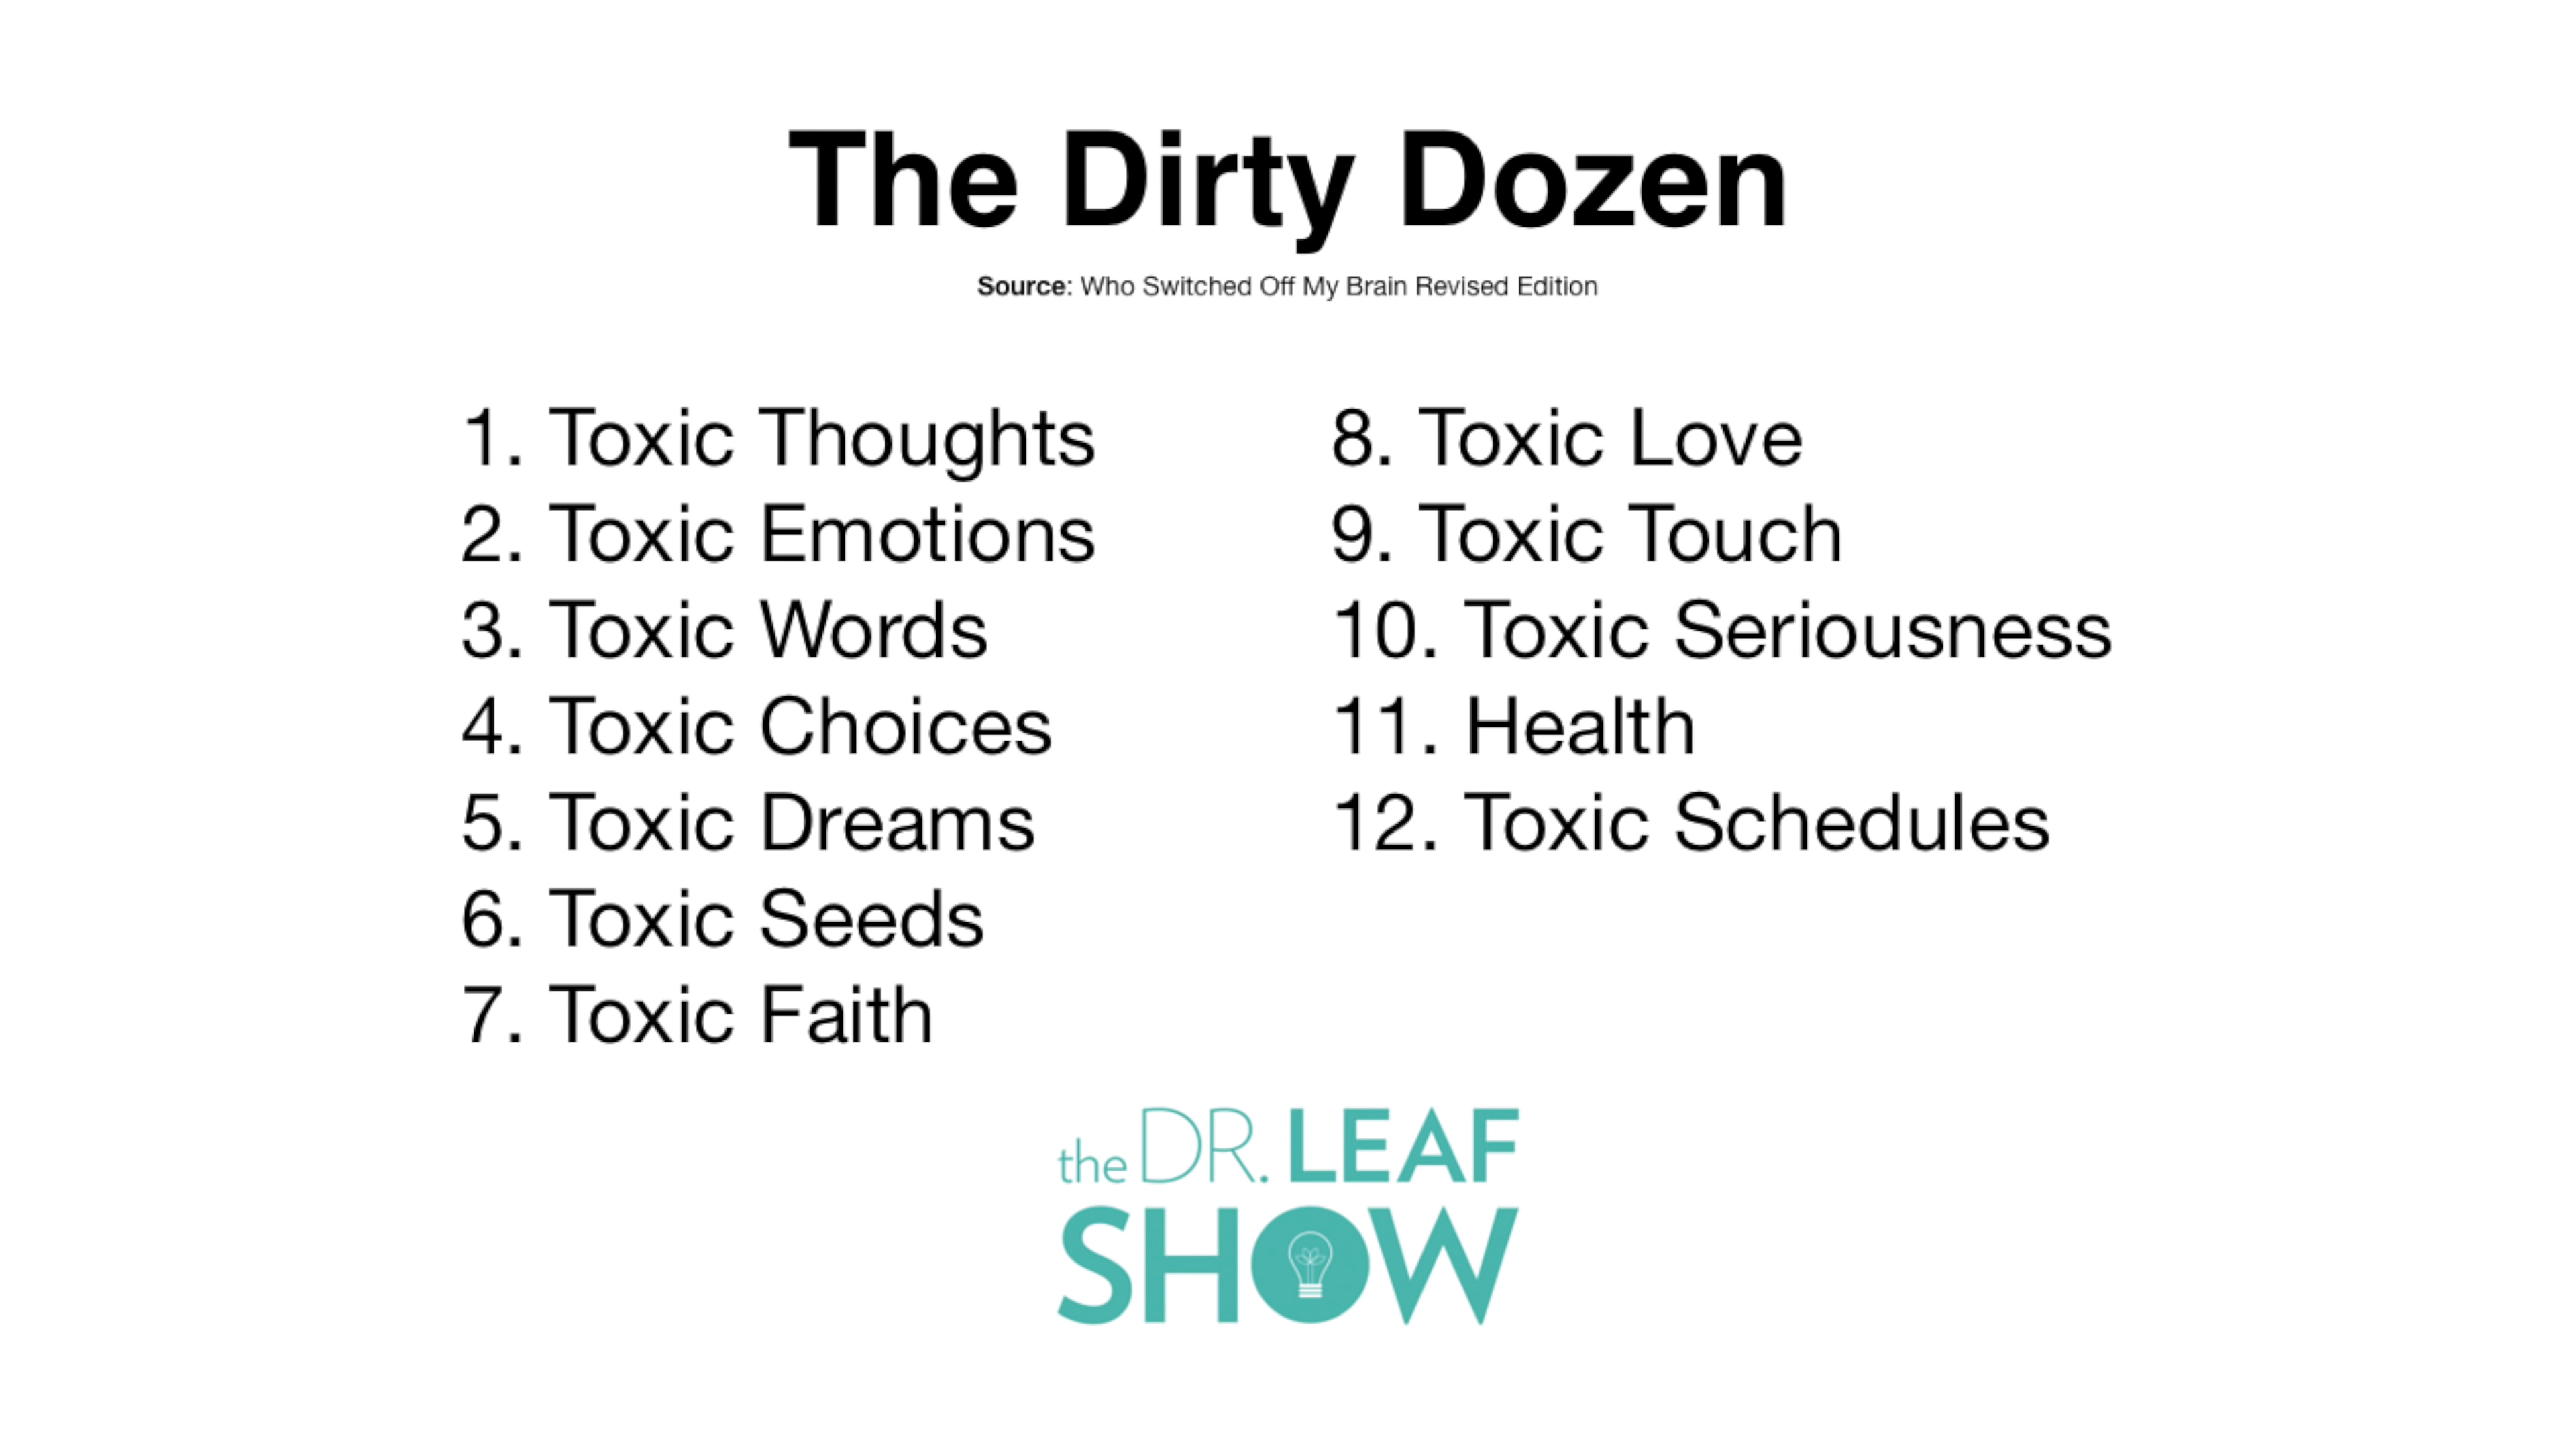 The Dirty Dozen
Source: Who Switched Off My Brain Revised Edition
1. Toxic Thoughts
2. Toxic Emotions
3. Toxic Words
4. Toxic Choices
5. Toxic Dreams
6. Toxic Seeds
7. Toxic Faith
8. Toxic Love
9. Toxic Touch
10. Toxic Seriousness
11. Health
12. Toxic Schedules
the DR. LEAF
SHOW